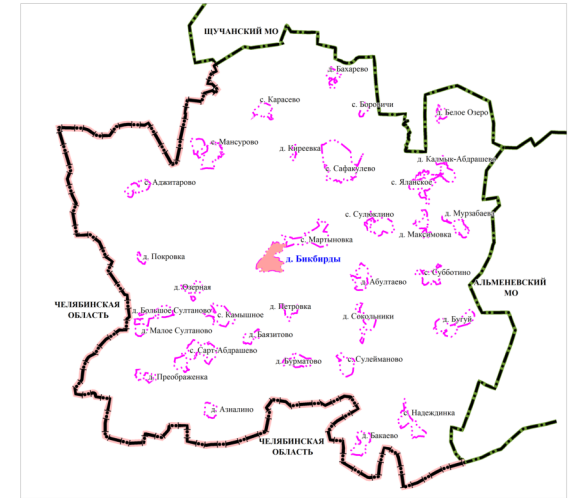 ЩУЧАНСКИЙ МО
д. Бахарево
с. Карасево
с. Боровичи
д. Белое Озеро
с. Мансурово
д. Киреевка
д. Калмык-Абдрашево
с. Сафакулево
с. Аджитарово
с. Яланское
с. Сулюклино
д. Мурзабаево
с. Мартыновка
д. Максимовка
д. Покровка
д. Бикбирды
с. Субботино
д. Абултаево
АЛЬМЕНЕВСКИЙ
МО
д. Озерная
ЧЕЛЯБИНСКАЯ
ОБЛАСТЬ
д. Большое Султаново
с. Камышное
д. Петровка
д. Сокольники
д. Бугуй
д. Малое Султаново
д. Баязитово
с. Сарт-Абдрашево
д. Бурматово
с. Сулейманово
д. Преображенка
д. Азналино
с. Надеждинка
ЧЕЛЯБИНСКАЯ
ОБЛАСТЬ
д. Бакаево